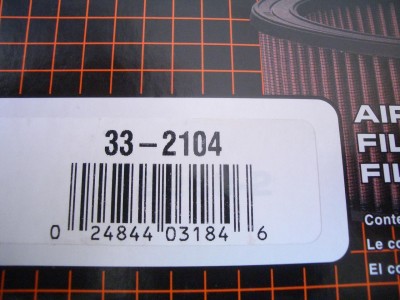 33-2104
0 24844 03184 6
AIR
FIL
FIL
Conte
Le co
El co